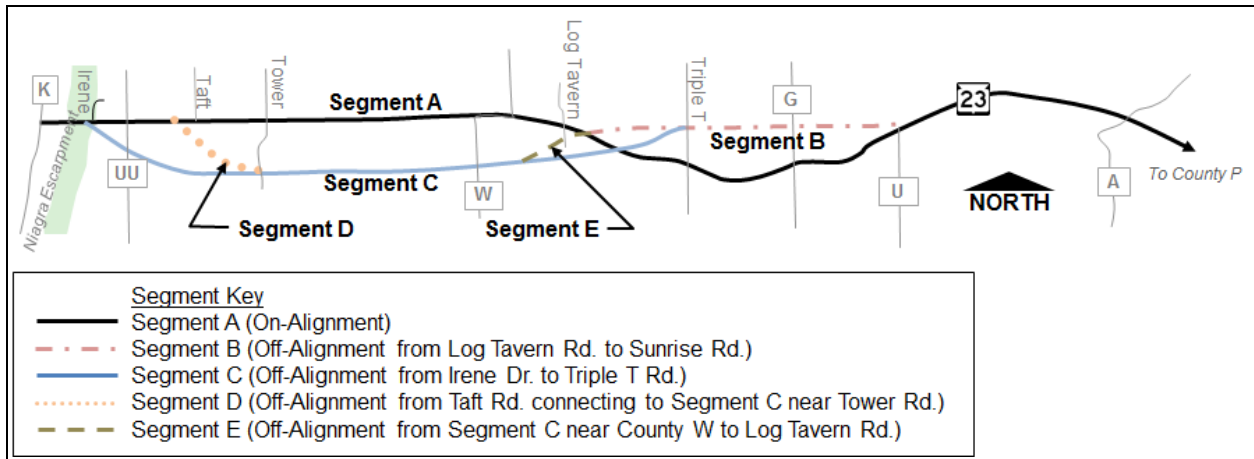 K
Irene
Niagra Escarpment
UU
Taft
Tower
Segment A
W
Log Tavern
Triple T
G
23
Segment B
Segment C
U
A
To County P
NORTH
Segment D
Segment E
Segment Key
Segment A (On-Alignment)
Segment B (Off-Alignment from Log Tavern Rd. to Sunrise Rd.)
Segment C (Off-Alignment from Irene Dr. to Triple T Rd.)
Segment D (Off-Alignment from Taft Rd. connecting to Segment C near Tower Rd.)
Segment E (Off-Alignment from Segment C near County W to Log Tavern Rd.)